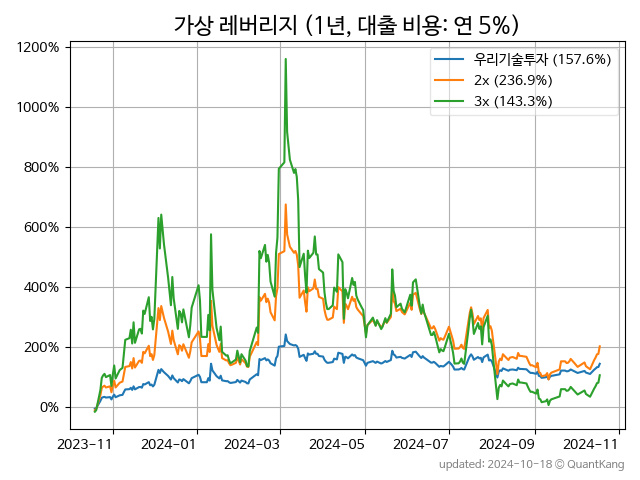 가상 레버리지 (1년, 대출 비용: 연 5%)
1200%
1000%
800%
600%
400%
200%
0%
우리기술투자 (157.6%)
2x (236.9%)
3x (143.3%)
2023-11 2024-01 2024-03 2024-05 2024-07 2024-09 2024-11
updated: 2024-10-18 © QuantKang